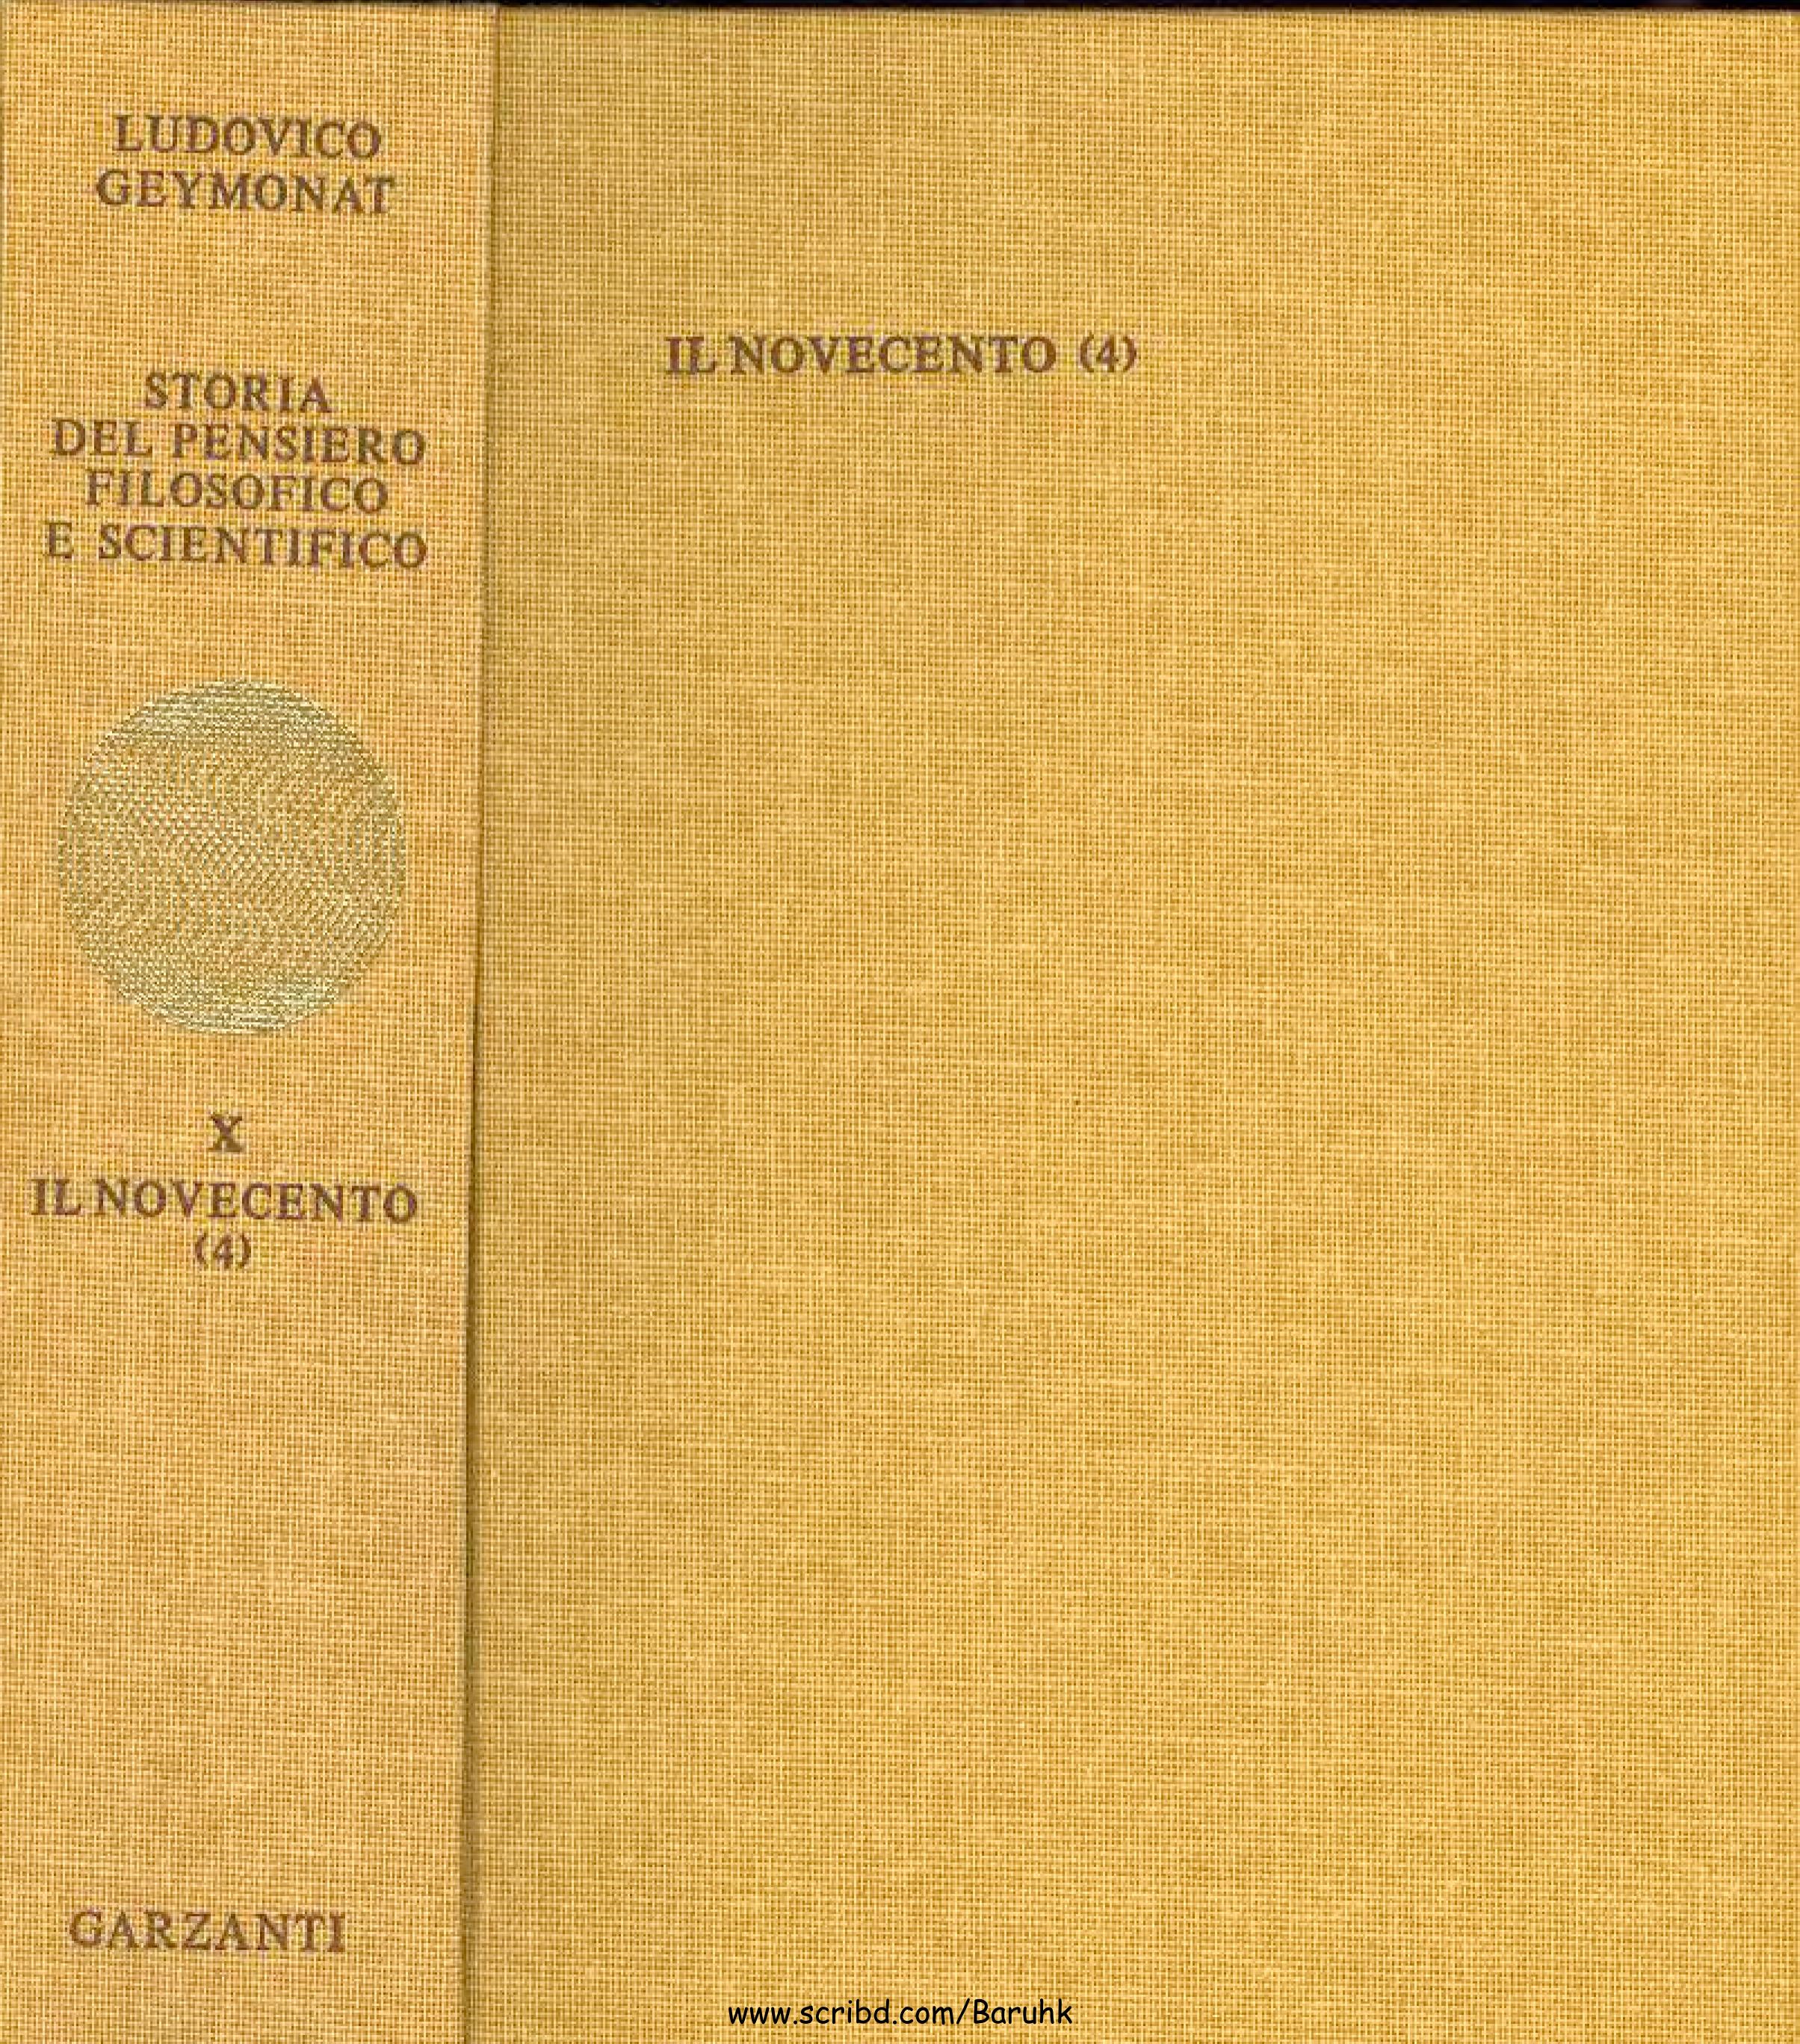 LUDOVICO
GEYMONAT
STORIA
DEL PENSIERO
FILOSOFICO
E SCIENTIFICO
X
IL NOVECENTO
(4)
GARZANTI
IL NOVECENTO (4)
www.scribd.com/Baruhk